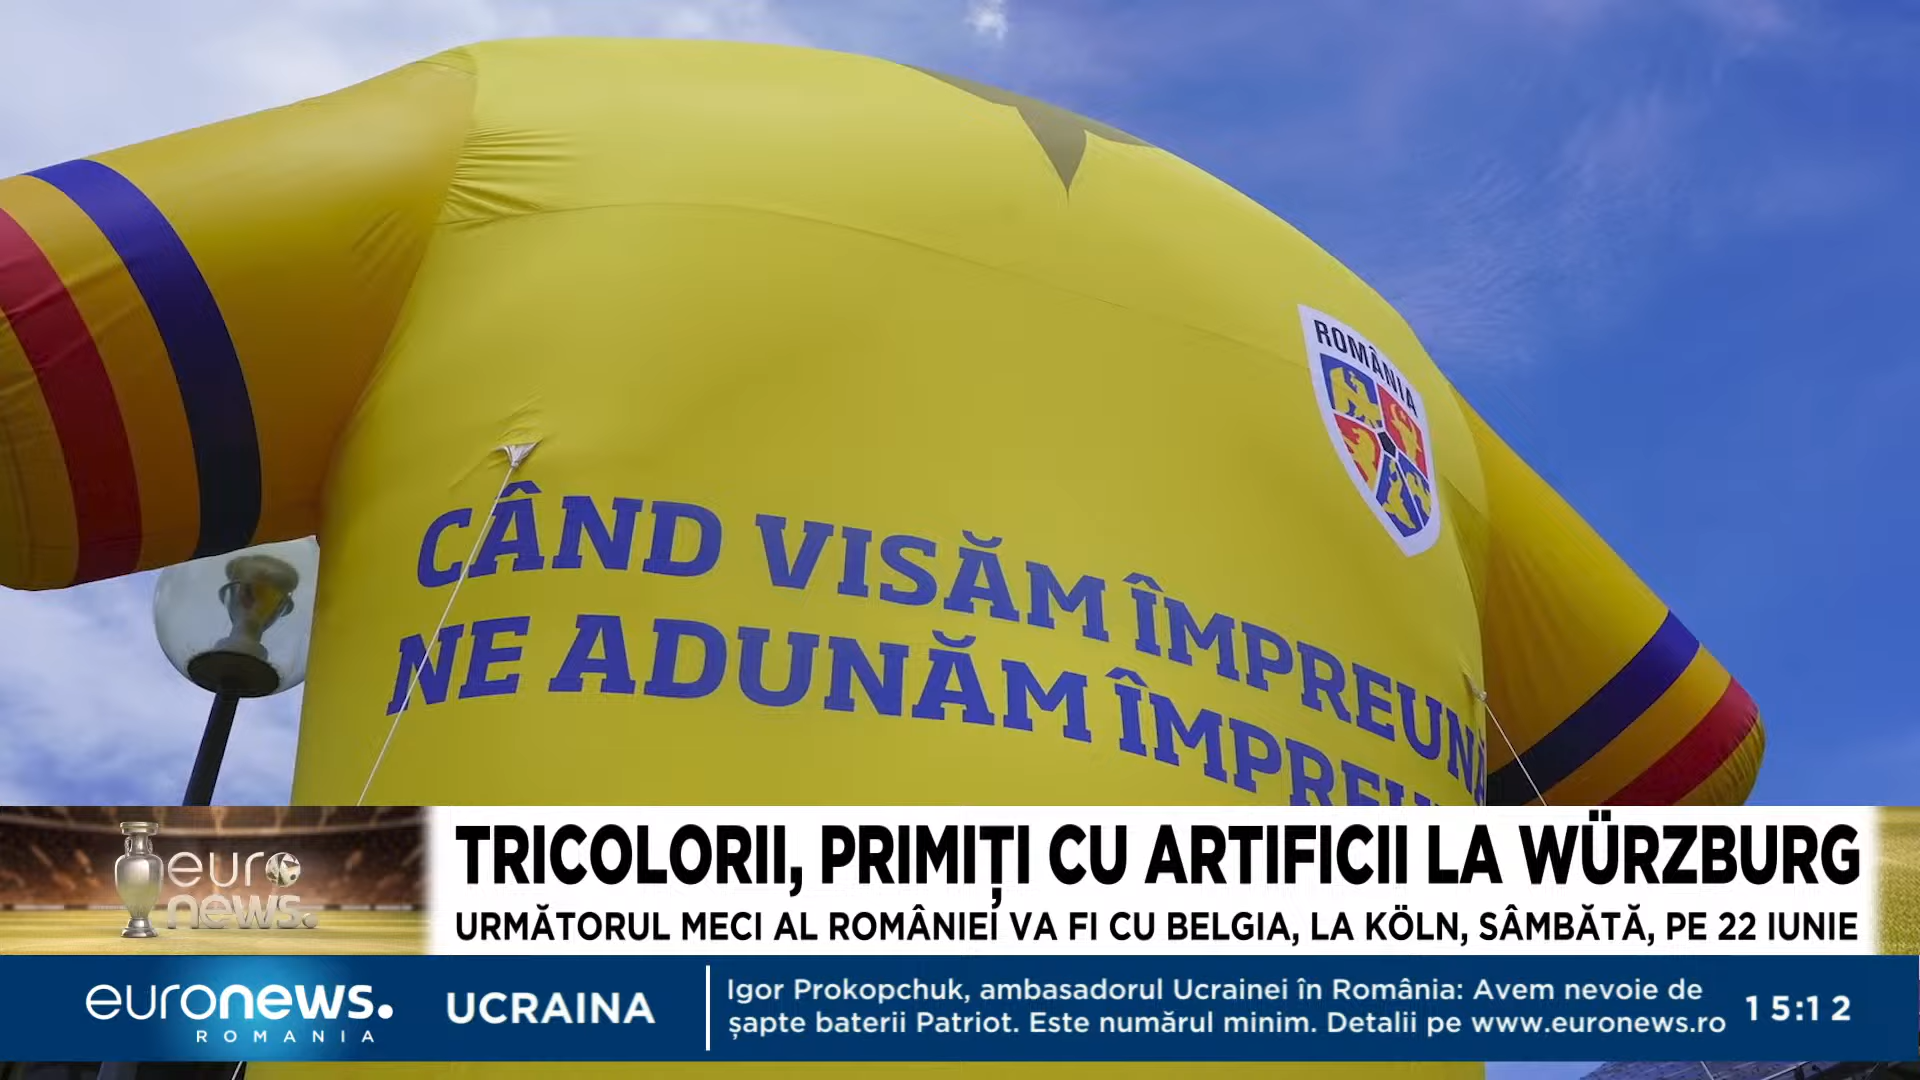 ROMÂNIA
CÂND VISĂM ÎMPREUNĂ
NE ADUNĂM
euro
news.
TRICOLORII, PRIMIȚI CU ARTIFICII LA WÜRZBURG
URMĂTORUL MECI AL ROMÂNIEI VA FI CU BELGIA, LA KÖLN, SÂMBĂTĂ, PE 22 IUNIE
euronews.
ROMANIA
UCRAINA
Igor Prokopchuk, ambasadorul Ucrainei în România: Avem nevoie de
șapte baterii Patriot. Este numărul minim. Detalii pe www.euronews.ro
15:12